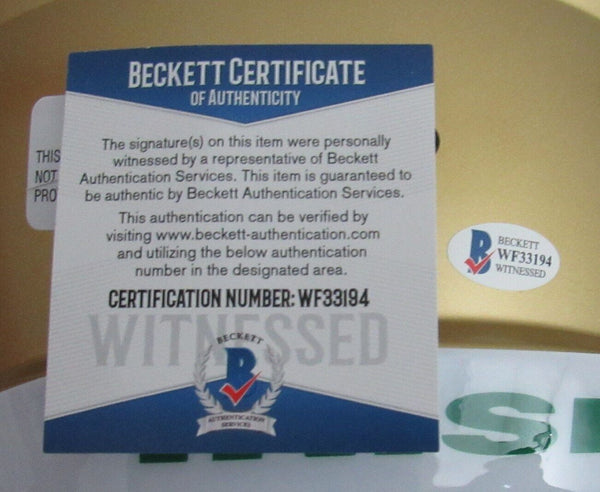 BECKETT CERTIFICATE
OF AUTHENTICITY
The signature(s) on this item were personally
witnessed by a representative of Beckett
Authentication Services. This item is guaranteed to
be authentic by Beckett Authentication Services.
This authentication can be verified by
visiting www.beckett-authentication.com
and utilizing the below authentication
number in the designated area.
CERTIFICATION NUMBER: WF33194
WITNESSED
BECKETT
B
AUTHENTICATION
SERVICES
THIS
NOT
PRO
B
BECKETT
WF33194
WITNESSED